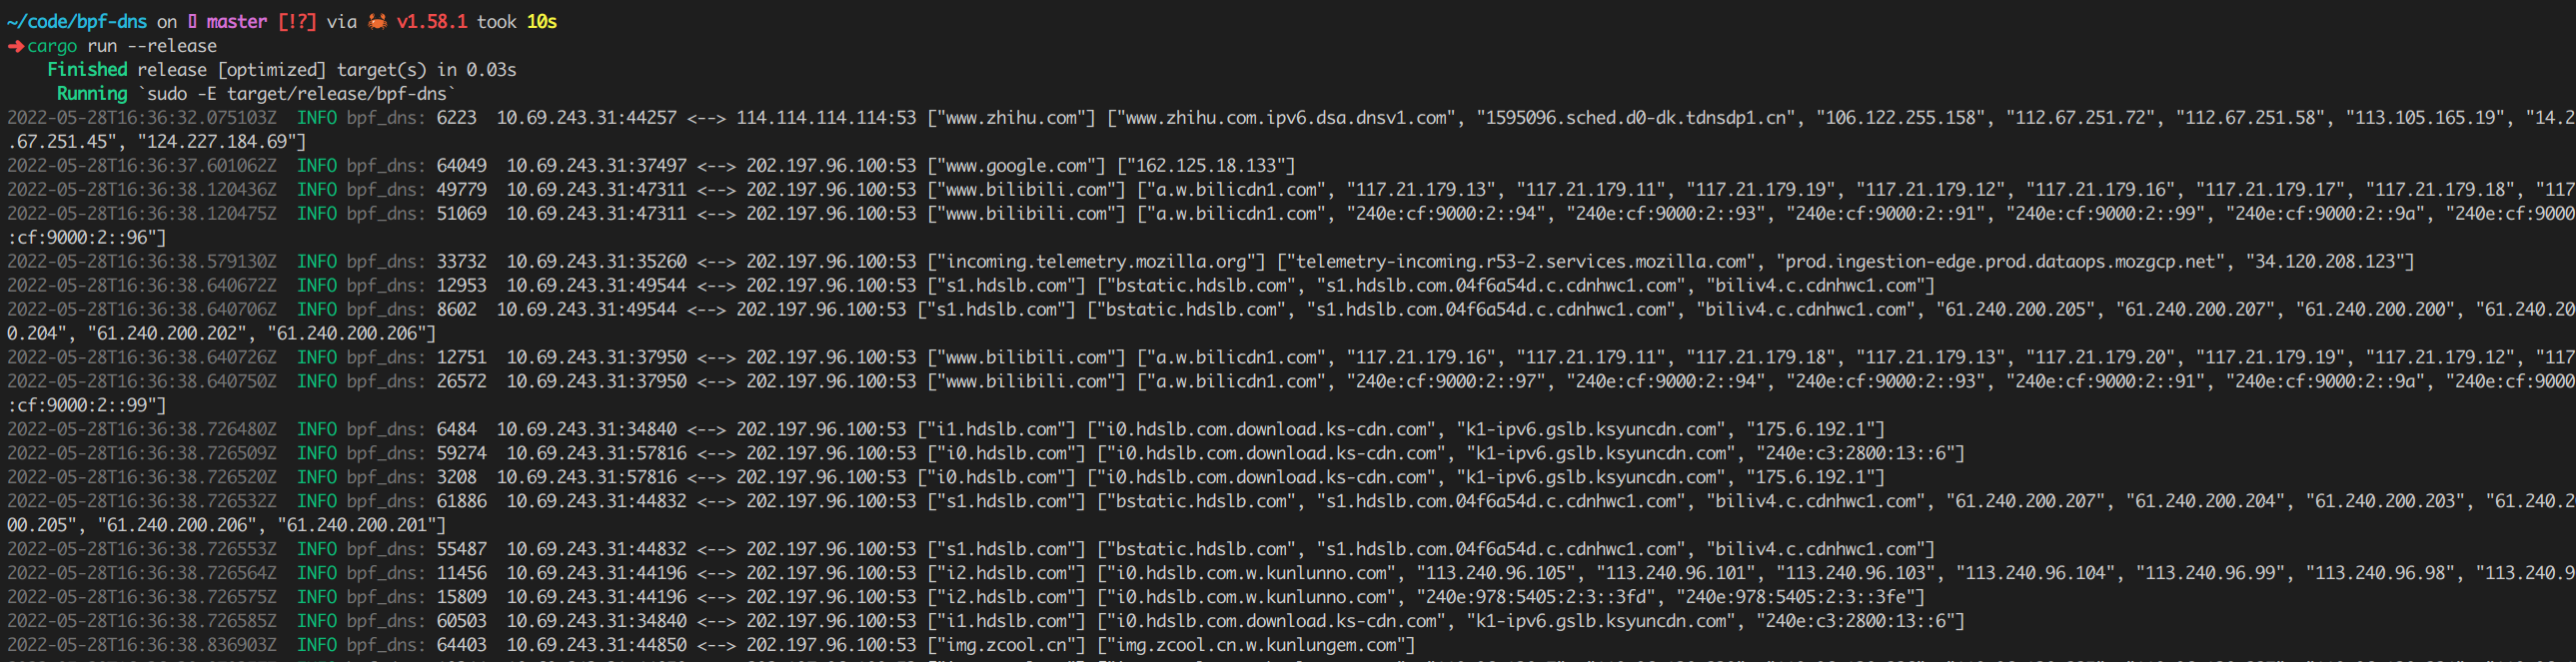 ~/code/bpf-dns on master [!?] via 🦀 v1.58.1 took 10s
➜cargo run --release
Finished release [optimized] target(s) in 0.03s
Running `sudo -E target/release/bpf-dns`
2022-05-28T16:36:32.075103Z INFO bpf_dns: 6223 10.69.243.31:44257 <--> 114.114.114.114:53 ["www.zhihu.com"] ["www.zhihu.com.ipv6.dsa.dnsv1.com", "1595096.sched.d0-dk.tdnsdp1.cn", "106.122.255.158", "112.67.251.72", "112.67.251.58", "113.105.165.19", "14.2
.67.251.45", "124.227.184.69"]
2022-05-28T16:36:37.601062Z INFO bpf_dns: 64049 10.69.243.31:37497 <--> 202.197.96.100:53 ["www.google.com"] ["162.125.18.133"]
2022-05-28T16:36:38.120436Z INFO bpf_dns: 49779 10.69.243.31:47311 <--> 202.197.96.100:53 ["www.bilibili.com"] ["a.w.bilicdn1.com", "117.21.179.13", "117.21.179.11", "117.21.179.19", "117.21.179.12", "117.21.179.16", "117.21.179.17", "117.21.179.18", "117
2022-05-28T16:36:38.120475Z INFO bpf_dns: 51069 10.69.243.31:47311 <--> 202.197.96.100:53 ["www.bilibili.com"] ["a.w.bilicdn1.com", "240e:cf:9000:2::94", "240e:cf:9000:2::93", "240e:cf:9000:2::91", "240e:cf:9000:2::99", "240e:cf:9000:2::9a", "240e:cf:9000
:cf:9000:2::96"]
2022-05-28T16:36:38.579130Z INFO bpf_dns: 33732 10.69.243.31:35260 <--> 202.197.96.100:53 ["incoming.telemetry.mozilla.org"] ["telemetry-incoming.r53-2.services.mozilla.com", "prod.ingestion-edge.prod.dataops.mozgcp.net", "34.120.208.123"]
2022-05-28T16:36:38.640672Z INFO bpf_dns: 12953 10.69.243.31:49544 <--> 202.197.96.100:53 ["s1.hdslb.com"] ["bstatic.hdslb.com", "s1.hdslb.com.04f6a54d.c.cdnhwc1.com", "biliv4.c.cdnhwc1.com"]
2022-05-28T16:36:38.640706Z INFO bpf_dns: 8602 10.69.243.31:49544 <--> 202.197.96.100:53 ["s1.hdslb.com"] ["bstatic.hdslb.com", "s1.hdslb.com.04f6a54d.c.cdnhwc1.com", "biliv4.c.cdnhwc1.com", "61.240.200.205", "61.240.200.207", "61.240.200.200", "61.240.20
0.204", "61.240.200.202", "61.240.200.206"]
2022-05-28T16:36:38.640726Z INFO bpf_dns: 12751 10.69.243.31:37950 <--> 202.197.96.100:53 ["www.bilibili.com"] ["a.w.bilicdn1.com", "117.21.179.16", "117.21.179.11", "117.21.179.18", "117.21.179.13", "117.21.179.20", "117.21.179.19", "117.21.179.12", "117
2022-05-28T16:36:38.640750Z INFO bpf_dns: 26572 10.69.243.31:37950 <--> 202.197.96.100:53 ["www.bilibili.com"] ["a.w.bilicdn1.com", "240e:cf:9000:2::97", "240e:cf:9000:2::94", "240e:cf:9000:2::93", "240e:cf:9000:2::91", "240e:cf:9000:2::9a", "240e:cf:9000
:cf:9000:2::99"]
2022-05-28T16:36:38.726480Z INFO bpf_dns: 6484 10.69.243.31:34840 <--> 202.197.96.100:53 ["i1.hdslb.com"] ["i0.hdslb.com.download.ks-cdn.com", "k1-ipv6.gslb.ksyuncdn.com", "175.6.192.1"]
2022-05-28T16:36:38.726509Z INFO bpf_dns: 59274 10.69.243.31:57816 <--> 202.197.96.100:53 ["i0.hdslb.com"] ["i0.hdslb.com.download.ks-cdn.com", "k1-ipv6.gslb.ksyuncdn.com", "240e:c3:2800:13::6"]
2022-05-28T16:36:38.726520Z INFO bpf_dns: 3208 10.69.243.31:57816 <--> 202.197.96.100:53 ["i0.hdslb.com"] ["i0.hdslb.com.download.ks-cdn.com", "k1-ipv6.gslb.ksyuncdn.com", "175.6.192.1"]
2022-05-28T16:36:38.726532Z INFO bpf_dns: 61886 10.69.243.31:44832 <--> 202.197.96.100:53 ["s1.hdslb.com"] ["bstatic.hdslb.com", "s1.hdslb.com.04f6a54d.c.cdnhwc1.com", "biliv4.c.cdnhwc1.com", "61.240.200.207", "61.240.200.204", "61.240.200.203", "61.240.2
00.205", "61.240.200.206", "61.240.200.201"]
2022-05-28T16:36:38.726553Z INFO bpf_dns: 55487 10.69.243.31:44832 <--> 202.197.96.100:53 ["s1.hdslb.com"] ["bstatic.hdslb.com", "s1.hdslb.com.04f6a54d.c.cdnhwc1.com", "biliv4.c.cdnhwc1.com"]
2022-05-28T16:36:38.726564Z INFO bpf_dns: 11456 10.69.243.31:44196 <--> 202.197.96.100:53 ["i2.hdslb.com"] ["i0.hdslb.com.w.kunlunno.com", "113.240.96.105", "113.240.96.101", "113.240.96.103", "113.240.96.104", "113.240.96.99", "113.240.96.98", "113.240.9
2022-05-28T16:36:38.726575Z INFO bpf_dns: 15809 10.69.243.31:44196 <--> 202.197.96.100:53 ["i2.hdslb.com"] ["i0.hdslb.com.w.kunlunno.com", "240e:978:5405:2:3::3fd", "240e:978:5405:2:3::3fe"]
2022-05-28T16:36:38.726585Z INFO bpf_dns: 60503 10.69.243.31:34840 <--> 202.197.96.100:53 ["i1.hdslb.com"] ["i0.hdslb.com.download.ks-cdn.com", "k1-ipv6.gslb.ksyuncdn.com", "240e:c3:2800:13::6"]
2022-05-28T16:36:38.836903Z INFO bpf_dns: 64403 10.69.243.31:44850 <--> 202.197.96.100:53 ["img.zcool.cn"] ["img.zcool.cn.w.kunlungem.com"]